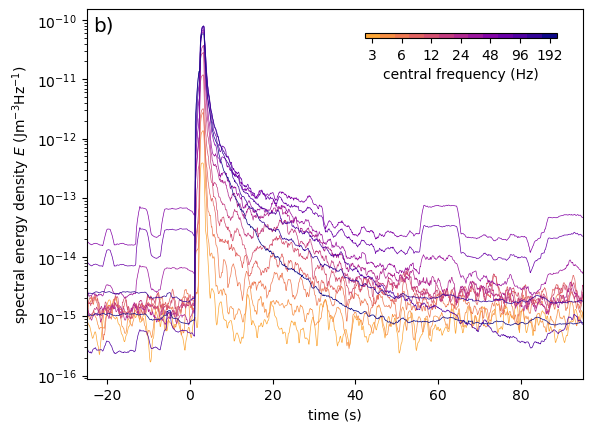 b)
3 6 12 24 48 96 192
central frequency (Hz)
spectral energy density E (Jm⁻³Hz⁻¹)
10⁻¹⁰
10⁻¹¹
10⁻¹²
10⁻¹³
10⁻¹⁴
10⁻¹⁵
10⁻¹⁶
−20 0 20 40 60 80
time (s)